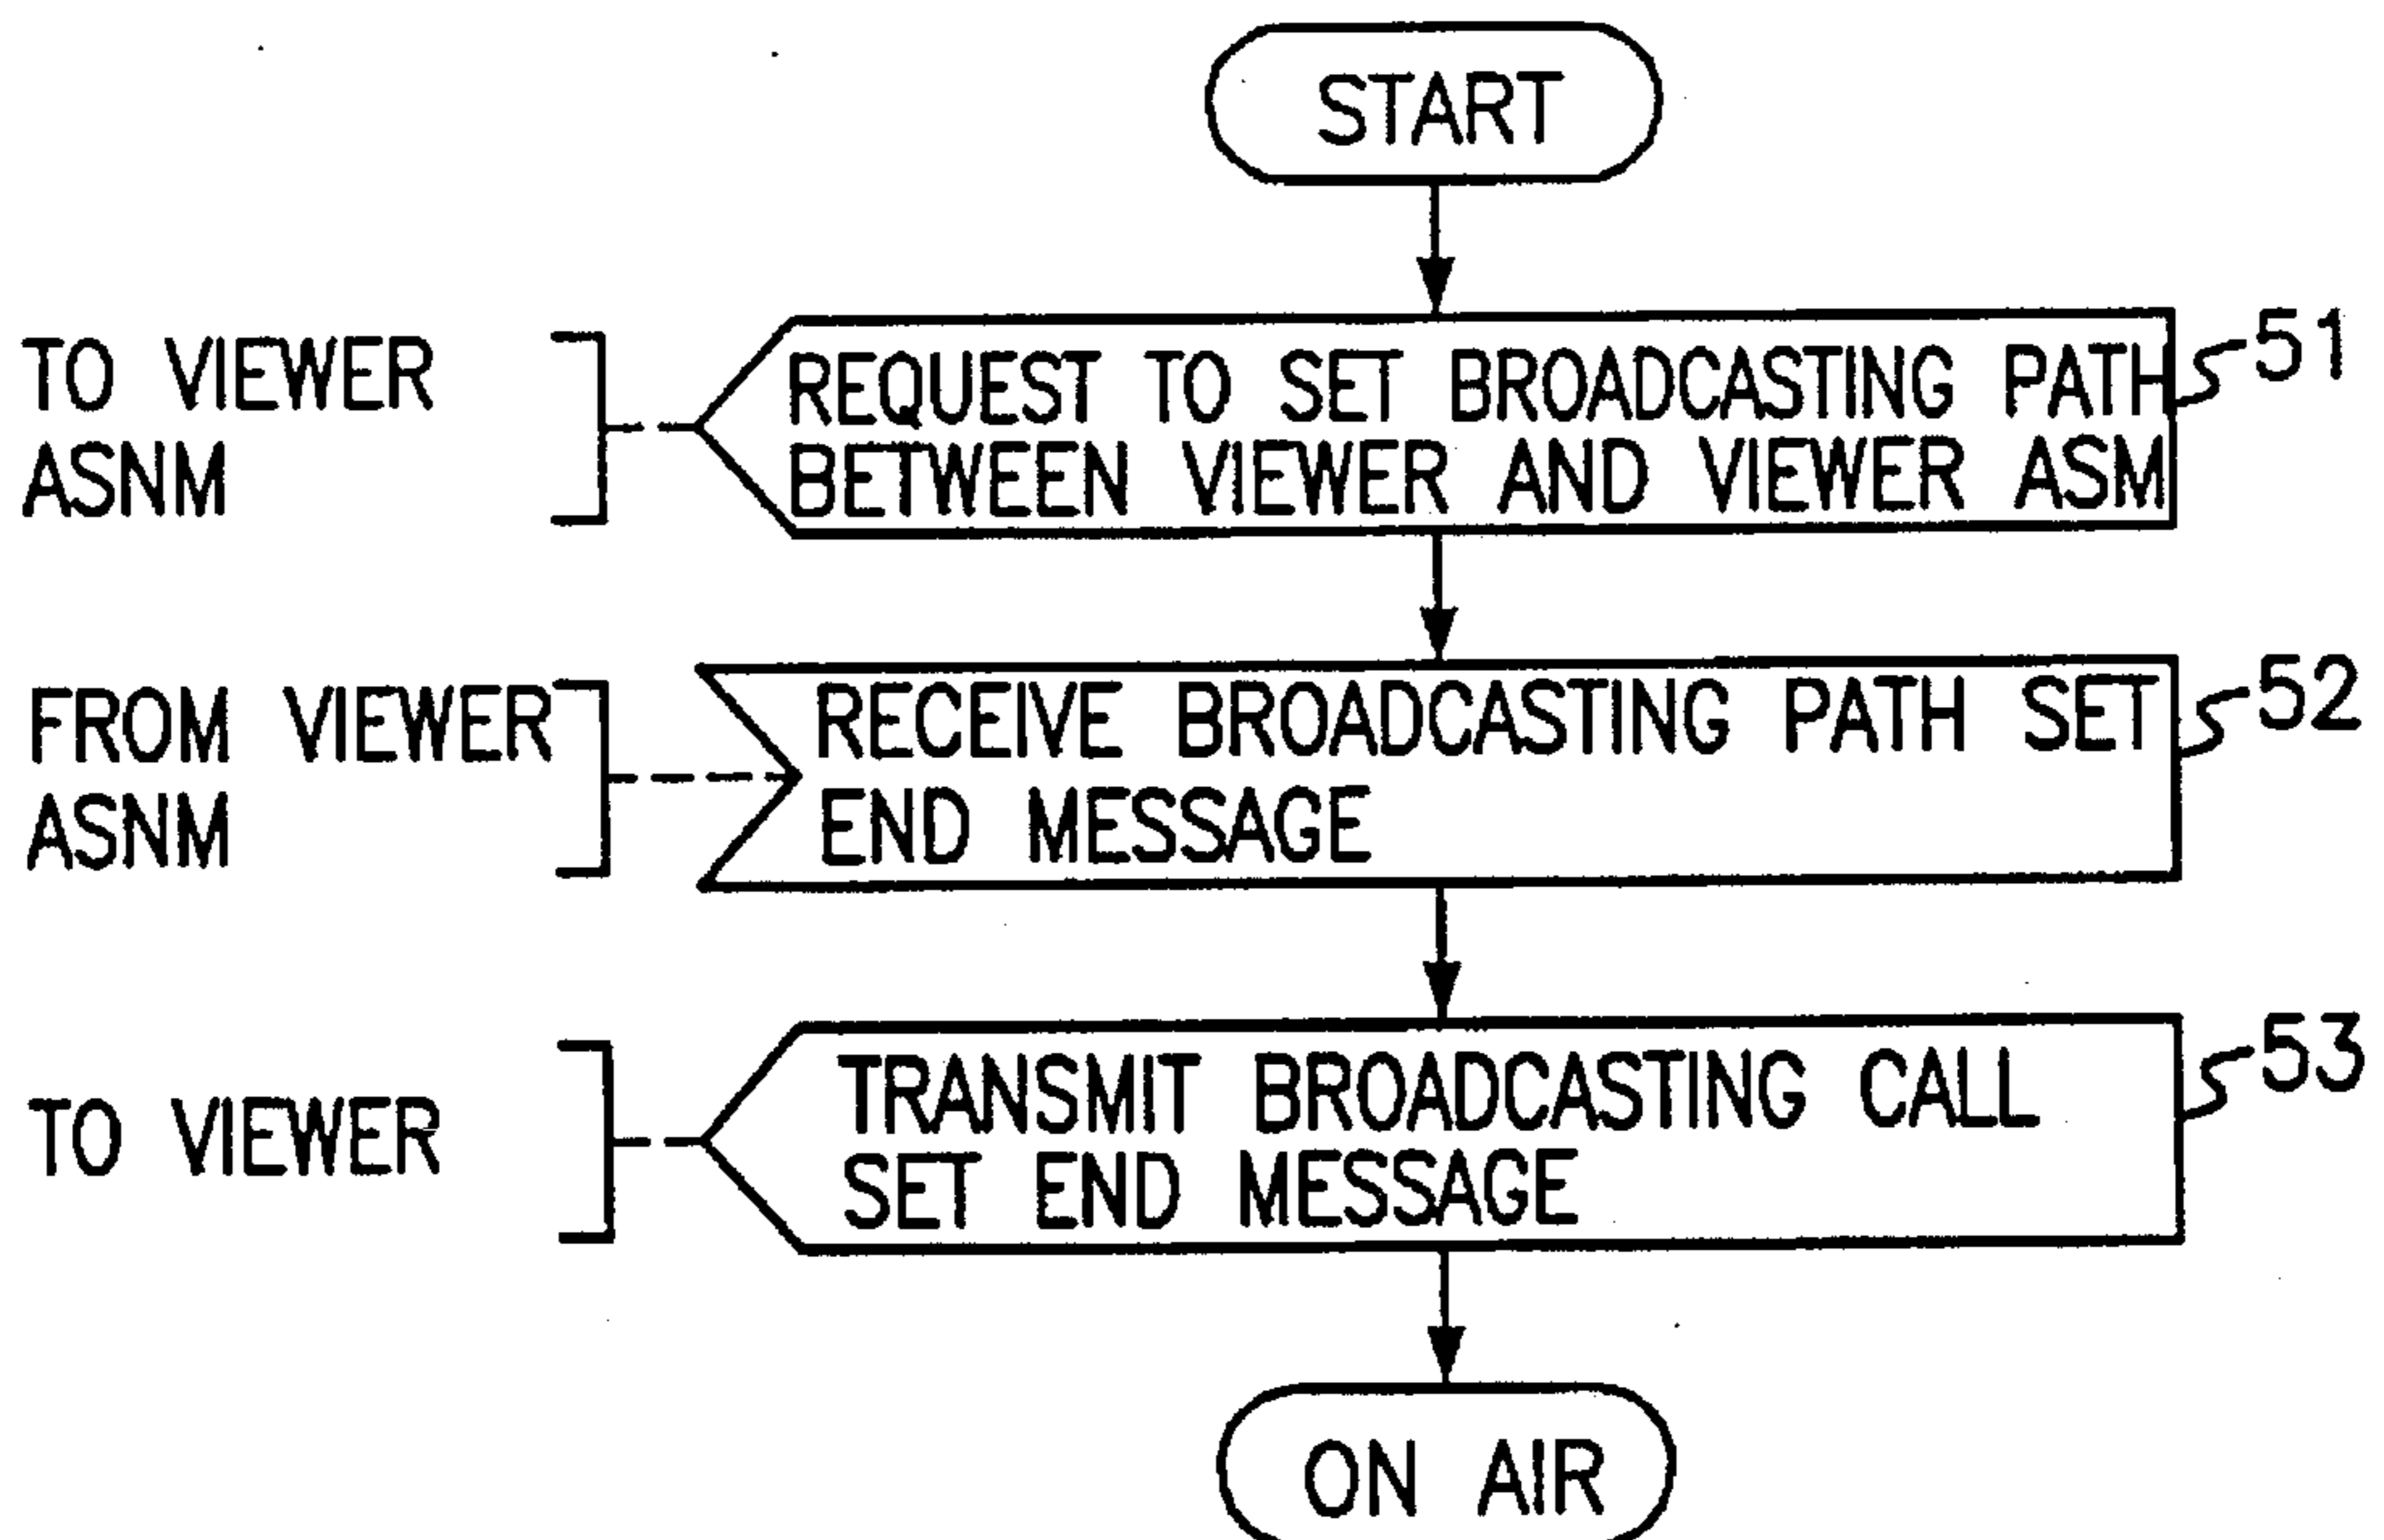 START
TO VIEWER
ASNM
REQUEST TO SET BROADCASTING PATH
BETWEEN VIEWER AND VIEWER ASM
51
FROM VIEWER
ASNM
RECEIVE BROADCASTING PATH SET
END MESSAGE
52
TO VIEWER
TRANSMIT BROADCASTING CALL
SET END MESSAGE
53
ON AIR